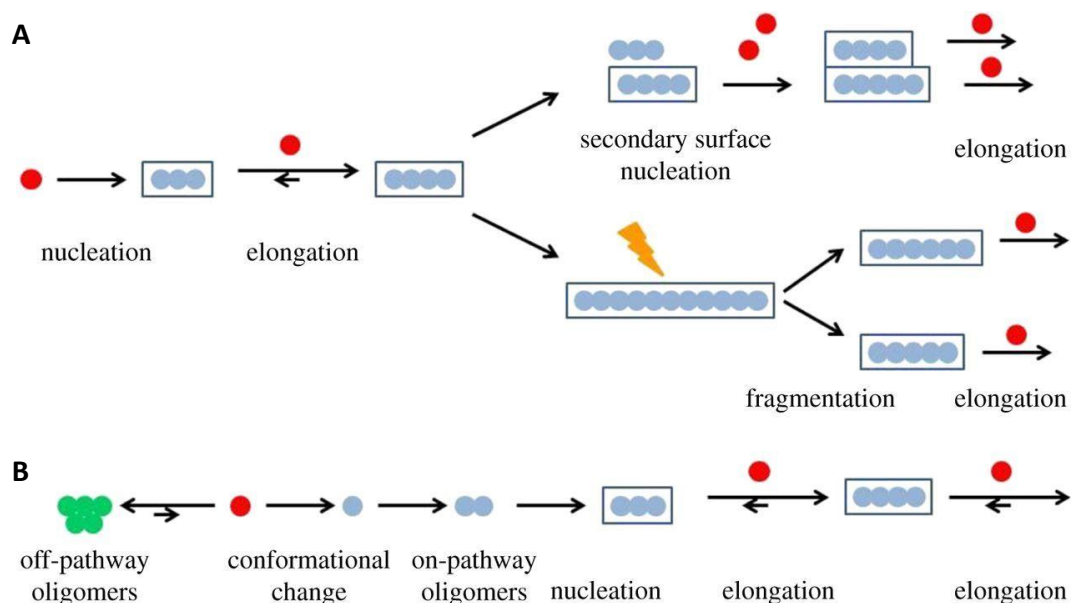 A
secondary surface
nucleation
elongation
nucleation
elongation
fragmentation
elongation
B
off-pathway
oligomers
conformational
change
on-pathway
oligomers
nucleation
elongation
elongation